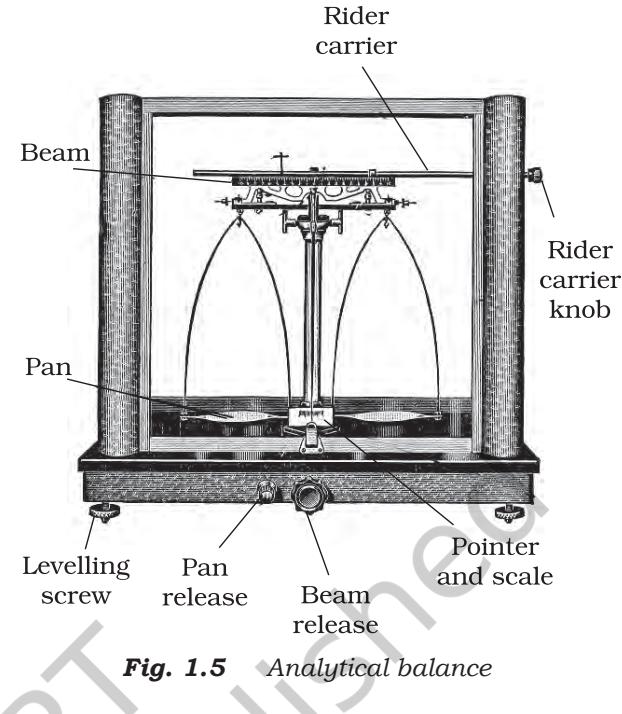 Rider
carrier
Beam
Rider
carrier
knob
Pan
Levelling
screw
Pan
release
Beam
release
Pointer
and scale
Fig. 1.5 Analytical balance